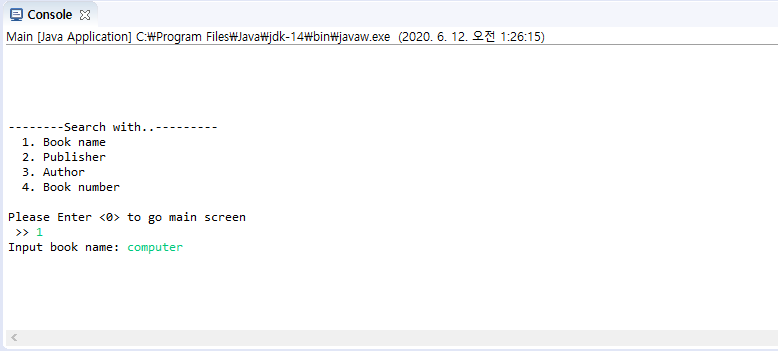 Console
Main [Java Application] C:₩Program Files₩Java₩jdk-14₩bin₩javaw.exe (2020. 6. 12. 오전 1:26:15)
--------Search with..---------
1. Book name
2. Publisher
3. Author
4. Book number
Please Enter <0> to go main screen
>> 1
Input book name: computer